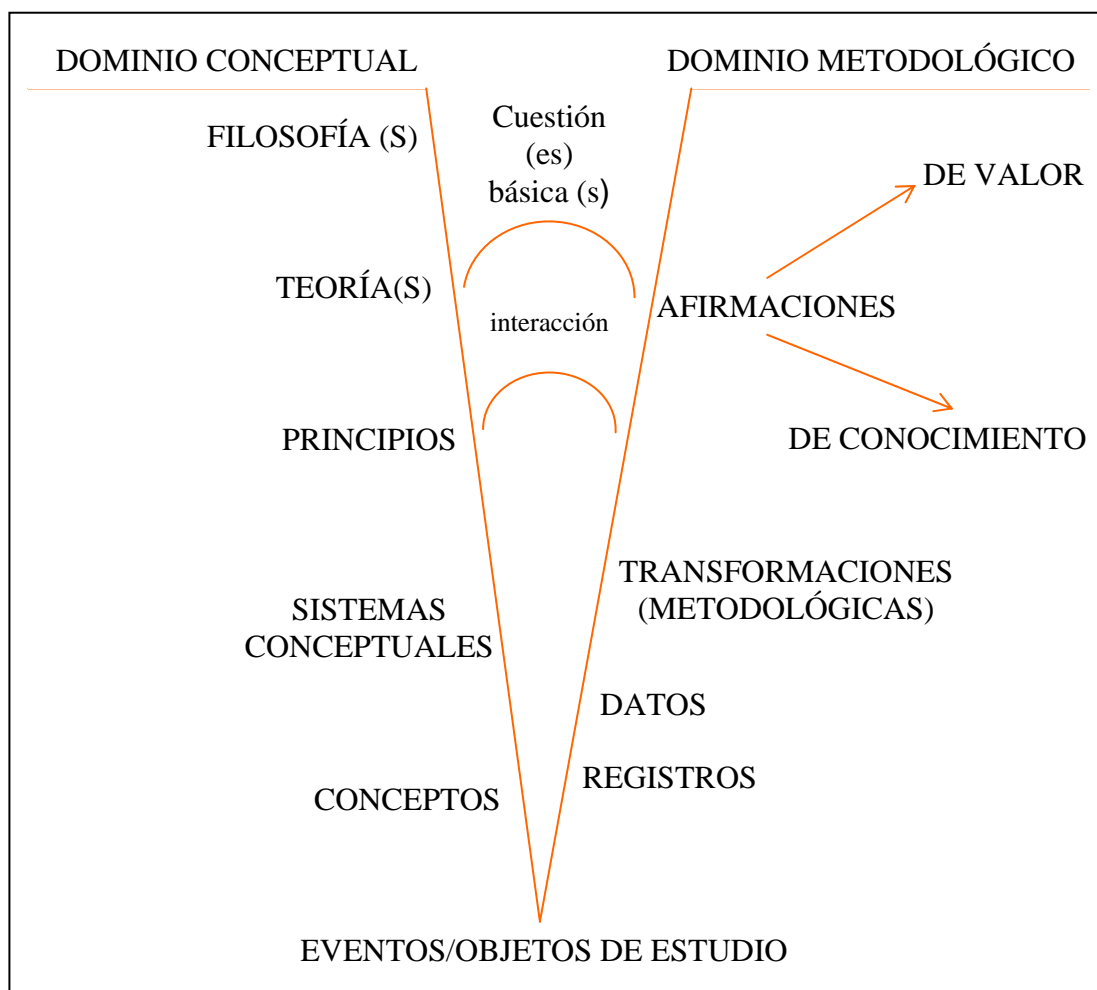 DOMINIO CONCEPTUAL
DOMINIO METODOLÓGICO
FILOSOFÍA (S)
Cuestión
(es)
básica (s)
DE VALOR
TEORÍA(S)
interacción
AFIRMACIONES
PRINCIPIOS
DE CONOCIMIENTO
SISTEMAS
CONCEPTUALES
TRANSFORMACIONES
(METODOLÓGICAS)
DATOS
REGISTROS
CONCEPTOS
EVENTOS/OBJETOS DE ESTUDIO